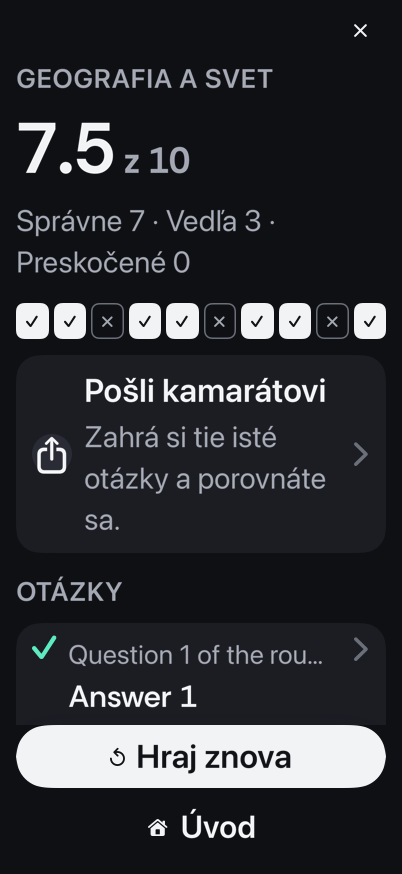 GEOGRAFIA A SVET
7.5 z 10
Správne 7 · Vedľa 3 ·
Preskočené 0
Pošli kamarátovi
Zahrá si tie isté
otázky a porovnáte
sa.
OTÁZKY
Question 1 of the rou…
Answer 1
Hraj znova
Úvod